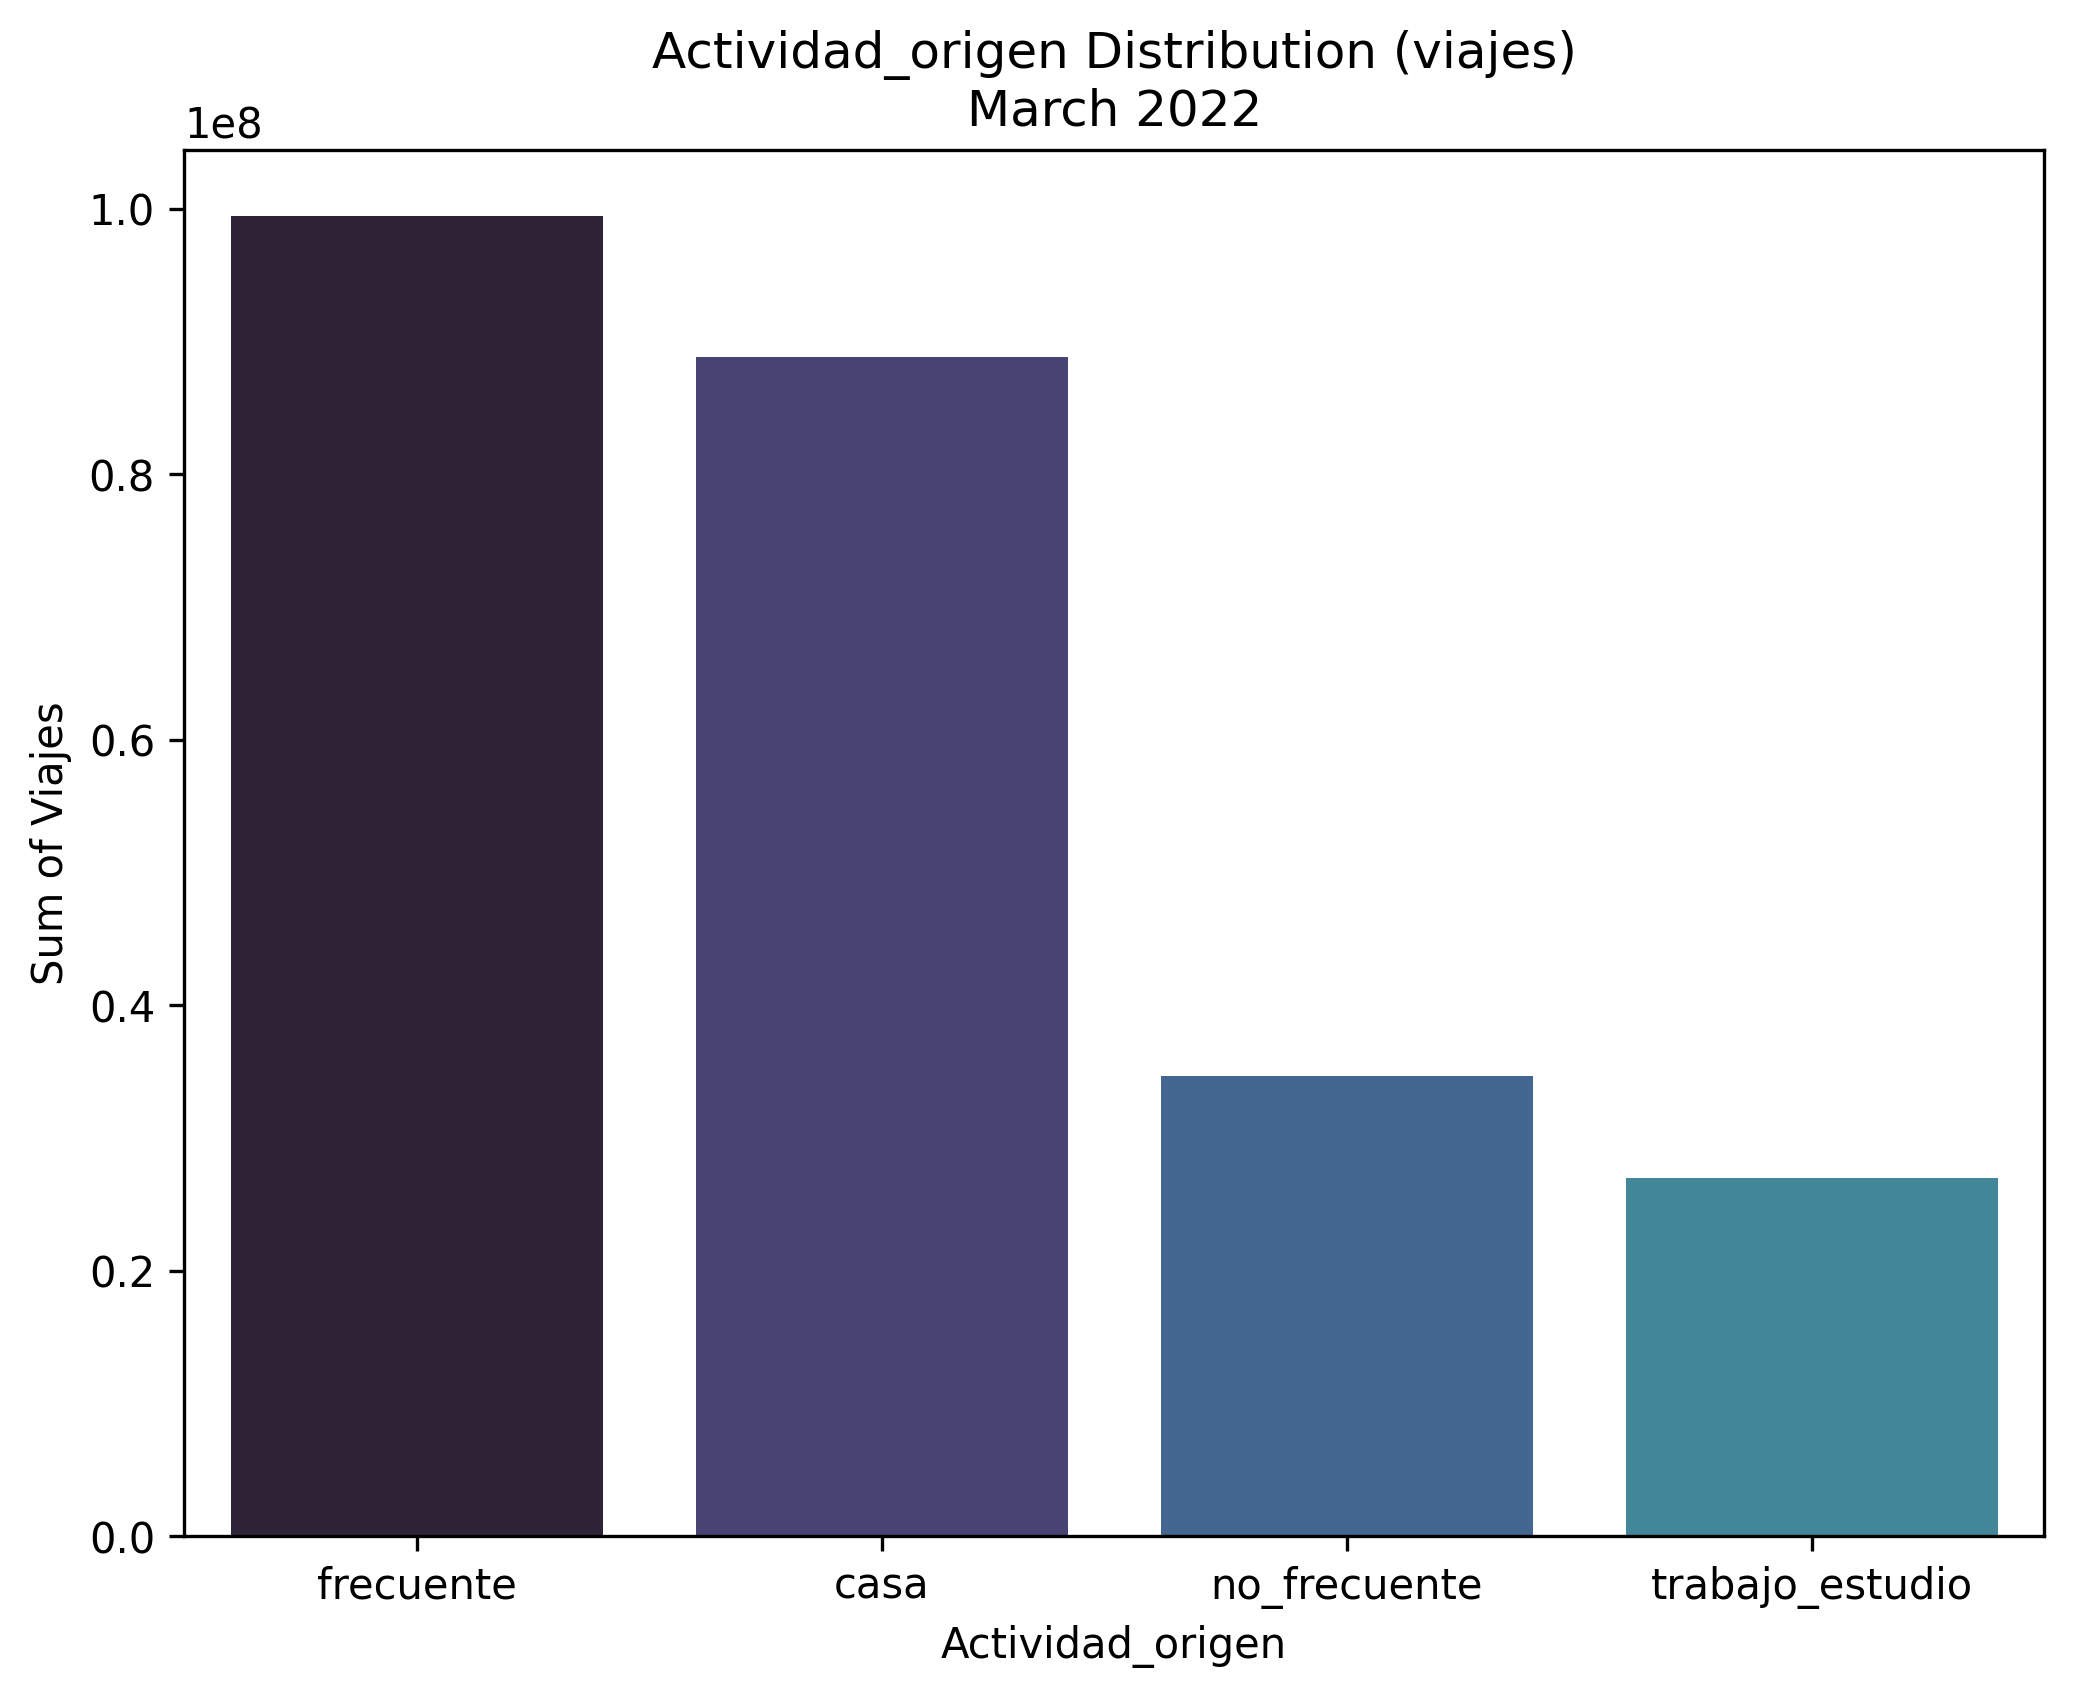 Actividad_origen Distribution (viajes)
March 2022
1e8
1.0
0.8
0.6
0.4
0.2
0.0
Sum of Viajes
frecuente
casa
no_frecuente
trabajo_estudio
Actividad_origen